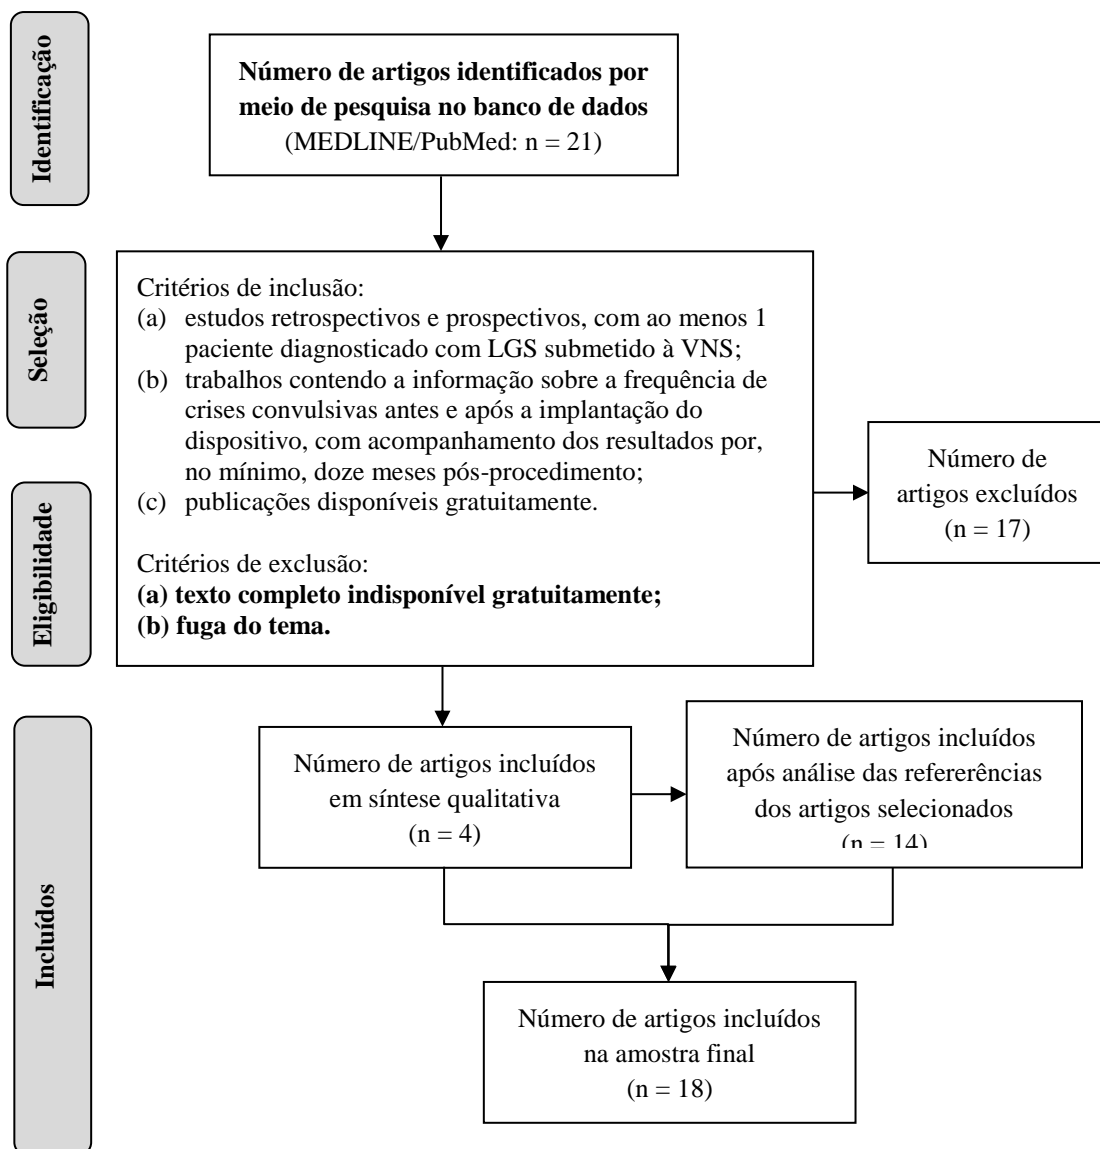 Identificação
Número de artigos identificados por
meio de pesquisa no banco de dados
(MEDLINE/PubMed: n = 21)
Seleção
Critérios de inclusão:
(a) estudos retrospectivos e prospectivos, com ao menos 1
paciente diagnosticado com LGS submetido à VNS;
(b) trabalhos contendo a informação sobre a frequência de
crises convulsivas antes e após a implantação do
dispositivo, com acompanhamento dos resultados por,
no mínimo, doze meses pós-procedimento;
(c) publicações disponíveis gratuitamente.
Critérios de exclusão:
(a) texto completo indisponível gratuitamente;
(b) fuga do tema.
Número de
artigos excluídos
(n = 17)
Eligibilidade
Incluídos
Número de artigos incluídos
em síntese qualitativa
(n = 4)
Número de artigos incluídos
após análise das refererências
dos artigos selecionados
(n = 14)
Número de artigos incluídos
na amostra final
(n = 18)